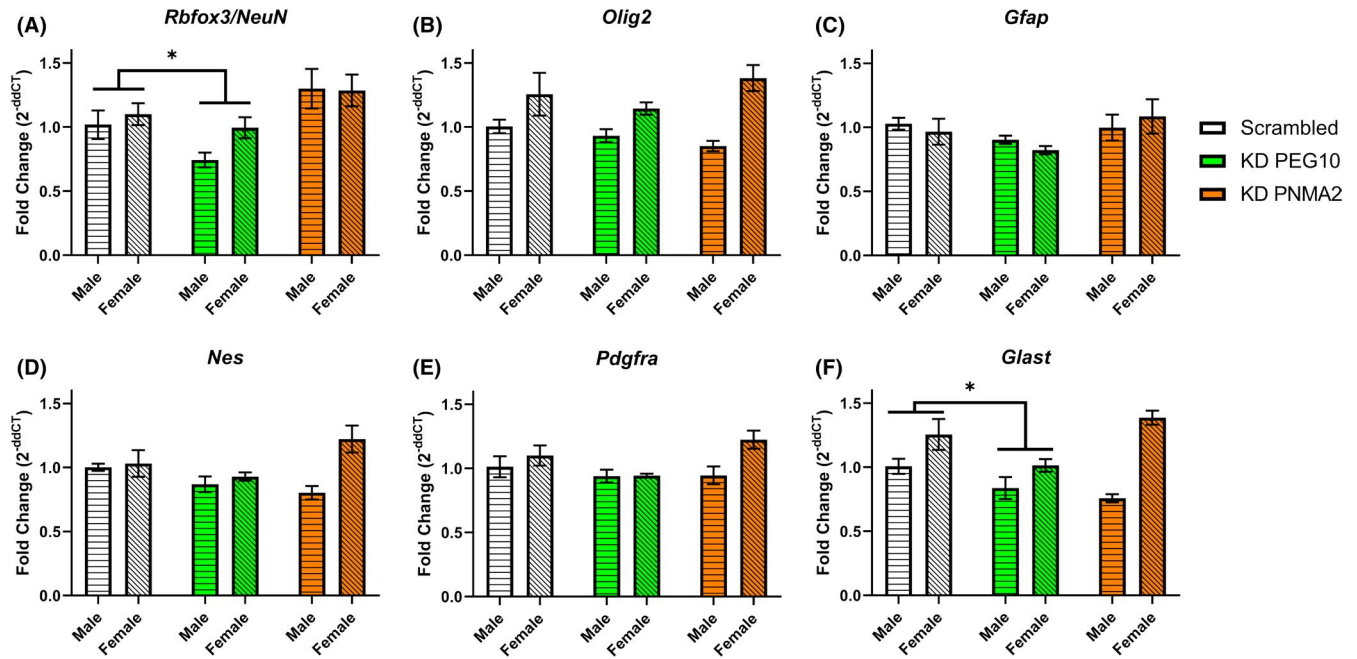 (A) Rbfox3/NeuN
Fold Change (2^-ddCT)
1.5
1.0
0.5
0.0
*
Male
Female
Male
Female
Male
Female
(B) Olig2
Fold Change (2^-ddCT)
1.5
1.0
0.5
0.0
Male
Female
Male
Female
Male
Female
(C) Gfap
Fold Change (2^-ddCT)
1.5
1.0
0.5
0.0
Male
Female
Male
Female
Male
Female
Scrambled
KD PEG10
KD PNMA2
(D) Nes
Fold Change (2^-ddCT)
1.5
1.0
0.5
0.0
Male
Female
Male
Female
Male
Female
(E) Pdgfra
Fold Change (2^-ddCT)
1.5
1.0
0.5
0.0
Male
Female
Male
Female
Male
Female
(F) Glast
Fold Change (2^-ddCT)
1.5
1.0
0.5
0.0
*
Male
Female
Male
Female
Male
Female